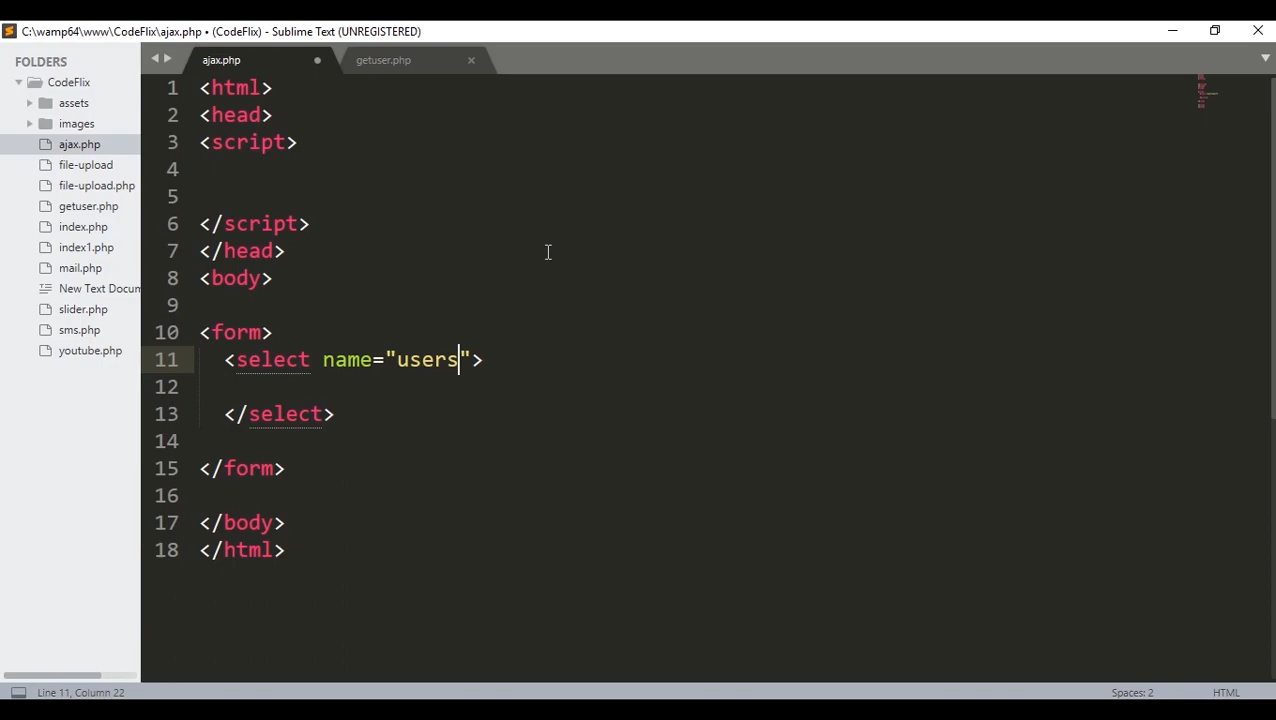 C:\wamp64\www\CodeFlix\ajax.php • (CodeFlix) - Sublime Text (UNREGISTERED)
FOLDERS
CodeFlix
assets
images
ajax.php
file-upload
file-upload.php
getuser.php
index.php
index1.php
mail.php
New Text Docum
slider.php
sms.php
youtube.php
ajax.php
getuser.php
1 <html>
2 <head>
3 <script>
4
5
6 </script>
7 </head>
8 <body>
9
10 <form>
11   <select name="users">
12
13   </select>
14
15 </form>
16
17 </body>
18 </html>
Line 11, Column 22
Spaces: 2
HTML